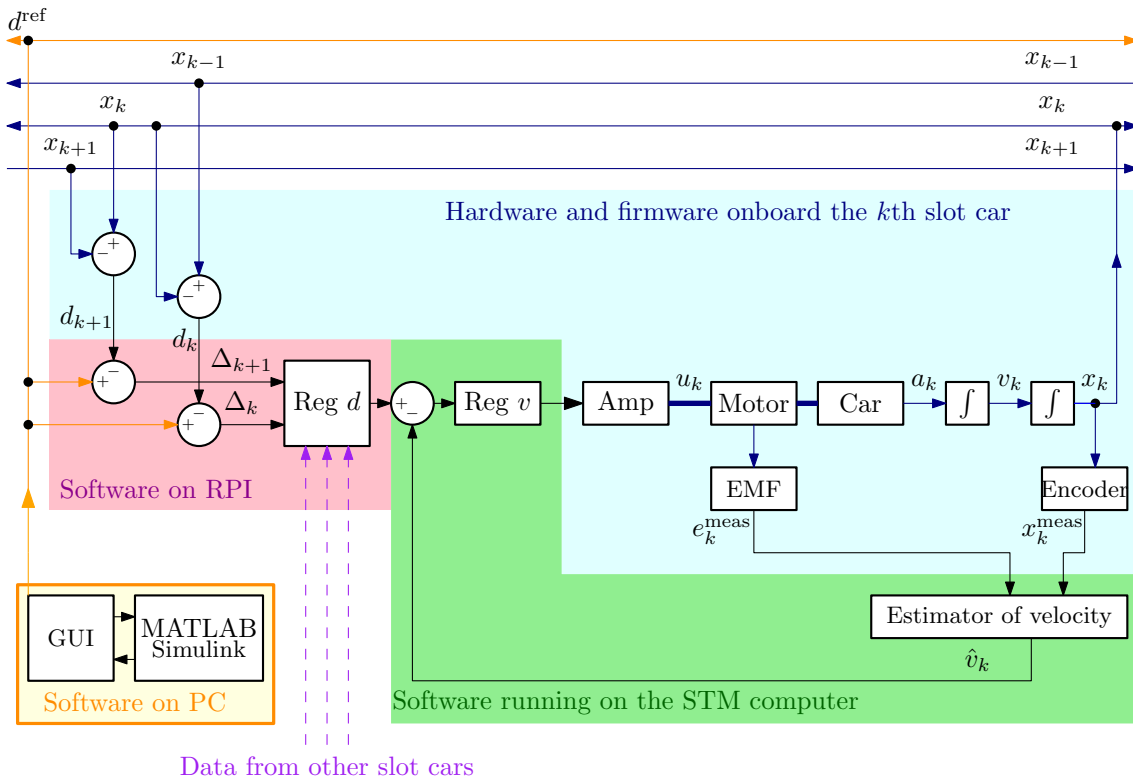 d^ref
x_{k−1} x_{k−1}
x_k x_k
x_{k+1} x_{k+1}
Hardware and firmware onboard the kth slot car
+
−
+
−
d_{k+1}
d_k
Δ_{k+1}
Δ_k
+ −
+ −
Reg d
+ −
Reg v
Amp
u_k
Motor
Car
a_k
∫
v_k
∫
x_k
Software on RPI
EMF
Encoder
e_k^meas
x_k^meas
Estimator of velocity
v̂_k
GUI
MATLAB
Simulink
Software on PC
Software running on the STM computer
Data from other slot cars